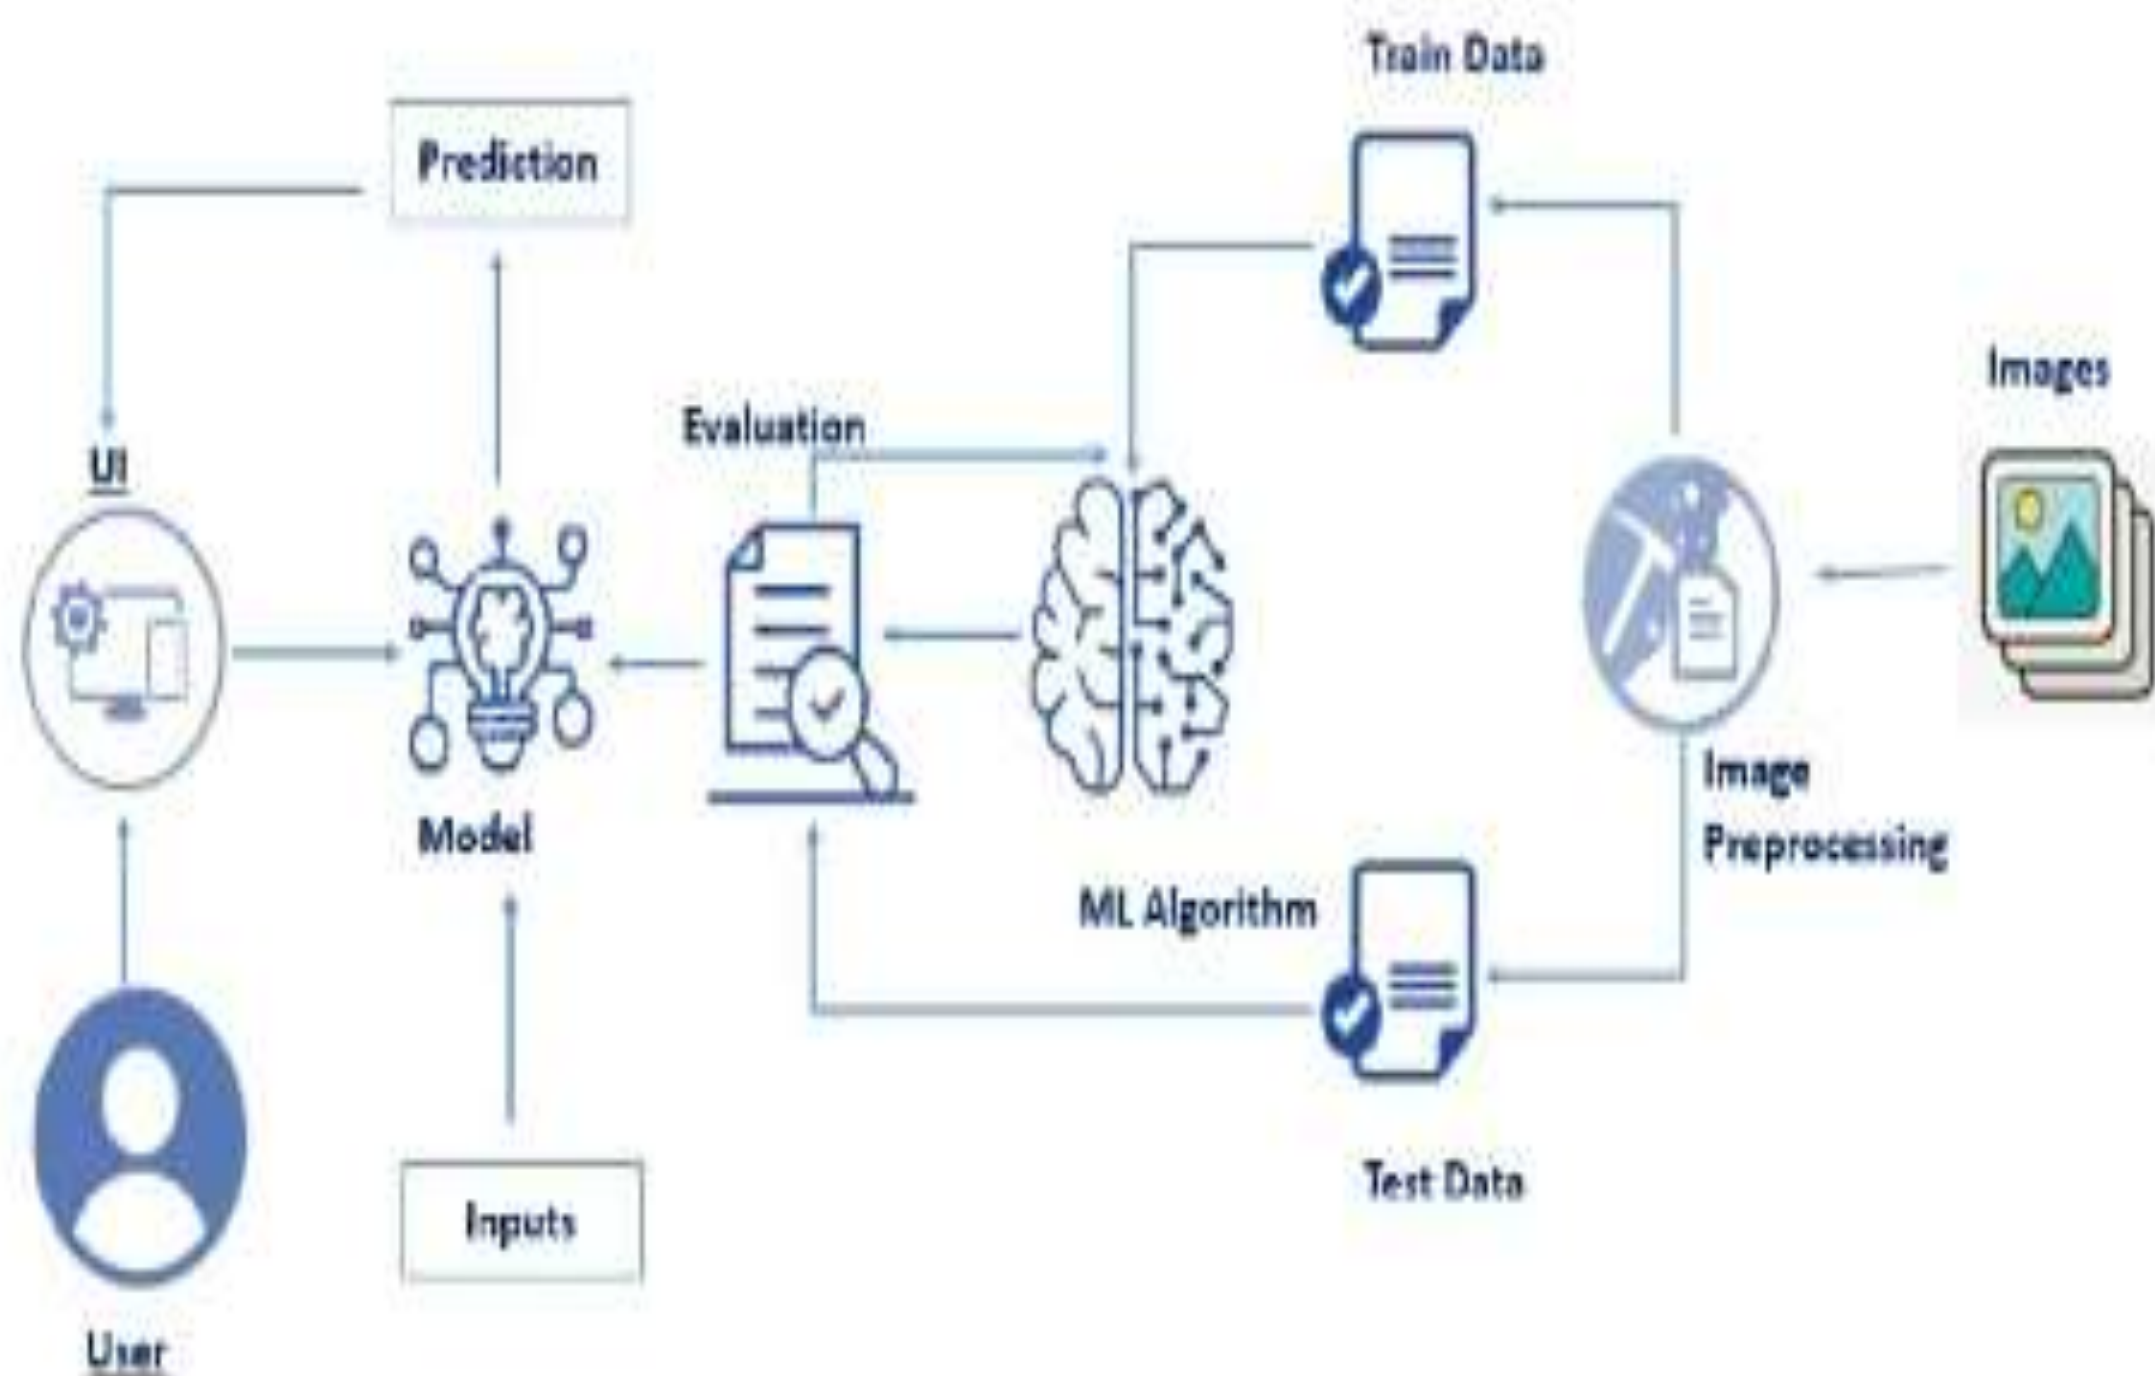 Train Data
Prediction
Images
Evaluation
UI
Image
Preprocessing
Model
ML Algorithm
Test Data
Inputs
User